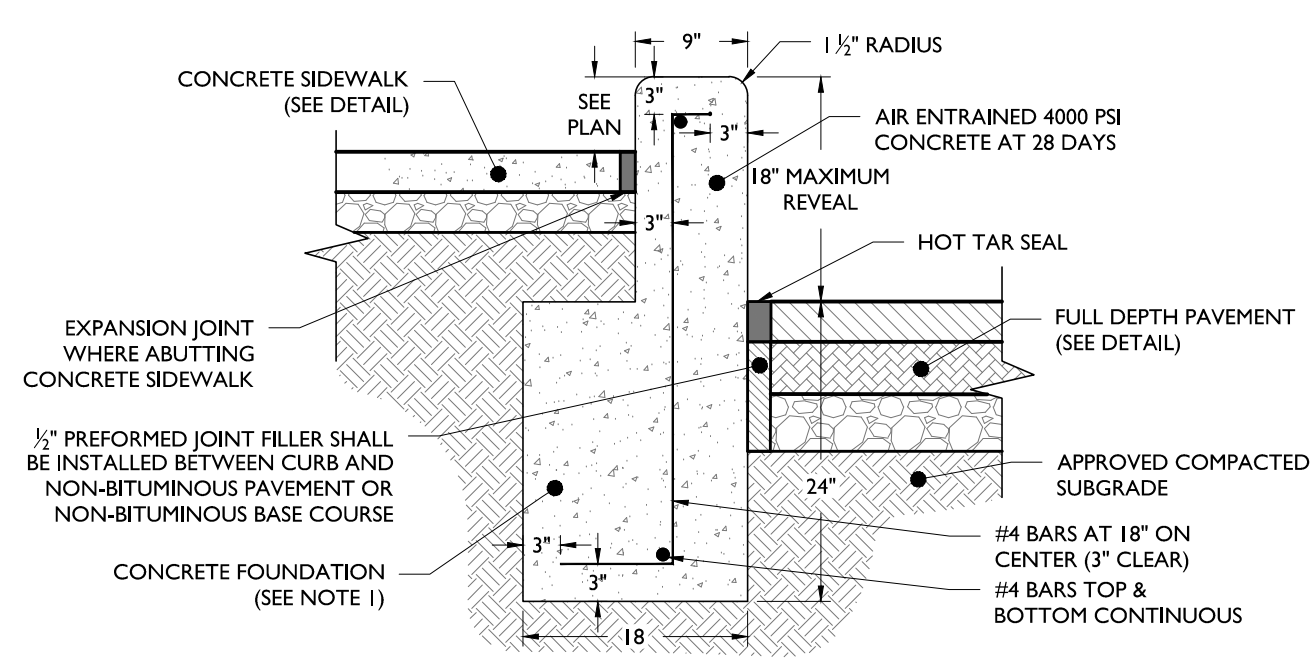 9"
1 ½" RADIUS
CONCRETE SIDEWALK
(SEE DETAIL)
SEE
PLAN
3"
3"
AIR ENTRAINED 4000 PSI
CONCRETE AT 28 DAYS
18" MAXIMUM
REVEAL
3"
HOT TAR SEAL
EXPANSION JOINT
WHERE ABUTTING
CONCRETE SIDEWALK
FULL DEPTH PAVEMENT
(SEE DETAIL)
½" PREFORMED JOINT FILLER SHALL
BE INSTALLED BETWEEN CURB AND
NON-BITUMINOUS PAVEMENT OR
NON-BITUMINOUS BASE COURSE
24"
APPROVED COMPACTED
SUBGRADE
#4 BARS AT 18" ON
CENTER (3" CLEAR)
3"
3"
CONCRETE FOUNDATION
(SEE NOTE 1)
#4 BARS TOP &
BOTTOM CONTINUOUS
18